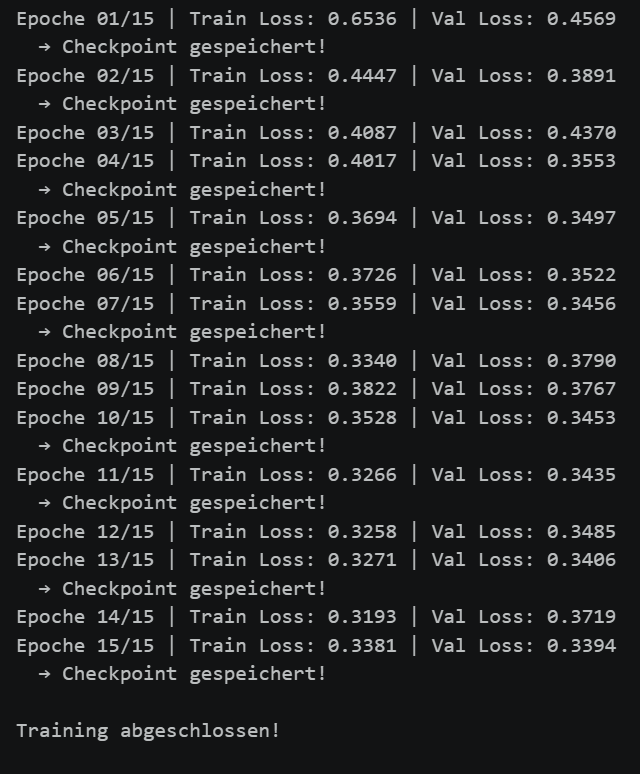 Epoche 01/15 | Train Loss: 0.6536 | Val Loss: 0.4569
→ Checkpoint gespeichert!
Epoche 02/15 | Train Loss: 0.4447 | Val Loss: 0.3891
→ Checkpoint gespeichert!
Epoche 03/15 | Train Loss: 0.4087 | Val Loss: 0.4370
Epoche 04/15 | Train Loss: 0.4017 | Val Loss: 0.3553
→ Checkpoint gespeichert!
Epoche 05/15 | Train Loss: 0.3694 | Val Loss: 0.3497
→ Checkpoint gespeichert!
Epoche 06/15 | Train Loss: 0.3726 | Val Loss: 0.3522
Epoche 07/15 | Train Loss: 0.3559 | Val Loss: 0.3456
→ Checkpoint gespeichert!
Epoche 08/15 | Train Loss: 0.3340 | Val Loss: 0.3790
Epoche 09/15 | Train Loss: 0.3822 | Val Loss: 0.3767
Epoche 10/15 | Train Loss: 0.3528 | Val Loss: 0.3453
→ Checkpoint gespeichert!
Epoche 11/15 | Train Loss: 0.3266 | Val Loss: 0.3435
→ Checkpoint gespeichert!
Epoche 12/15 | Train Loss: 0.3258 | Val Loss: 0.3485
Epoche 13/15 | Train Loss: 0.3271 | Val Loss: 0.3406
→ Checkpoint gespeichert!
Epoche 14/15 | Train Loss: 0.3193 | Val Loss: 0.3719
Epoche 15/15 | Train Loss: 0.3381 | Val Loss: 0.3394
→ Checkpoint gespeichert!
Training abgeschlossen!